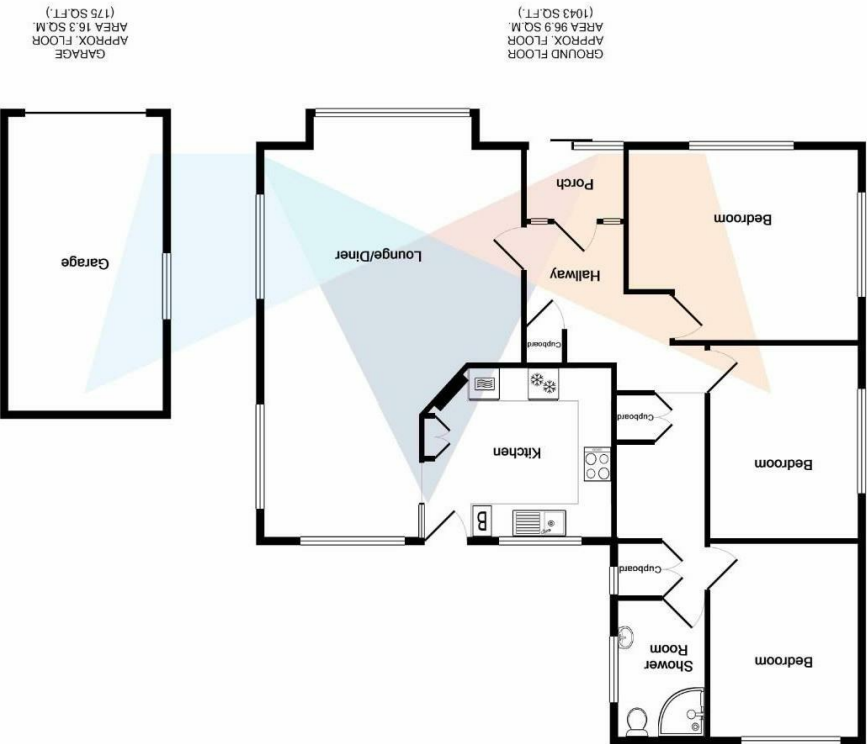 Bedroom
Shower
Room
Cupboard
B
Bedroom
Kitchen
Cupboard
Cupboard
Lounge/Diner
Hallway
Bedroom
Porch
Garage
GROUND FLOOR
APPROX. FLOOR
AREA 96.9 SQ.M.
(1043 SQ.FT.)
GARAGE
APPROX. FLOOR
AREA 16.3 SQ.M.
(175 SQ.FT.)